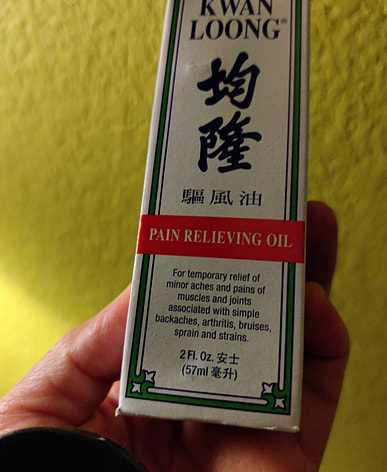 KWAN
LOONG®
均
隆
驅風油
PAIN RELIEVING OIL
For temporary relief of
minor aches and pains of
muscles and joints
associated with simple
backaches, arthritis, bruises,
sprain and strains.
2 Fl. Oz. 安士
(57ml 毫升)